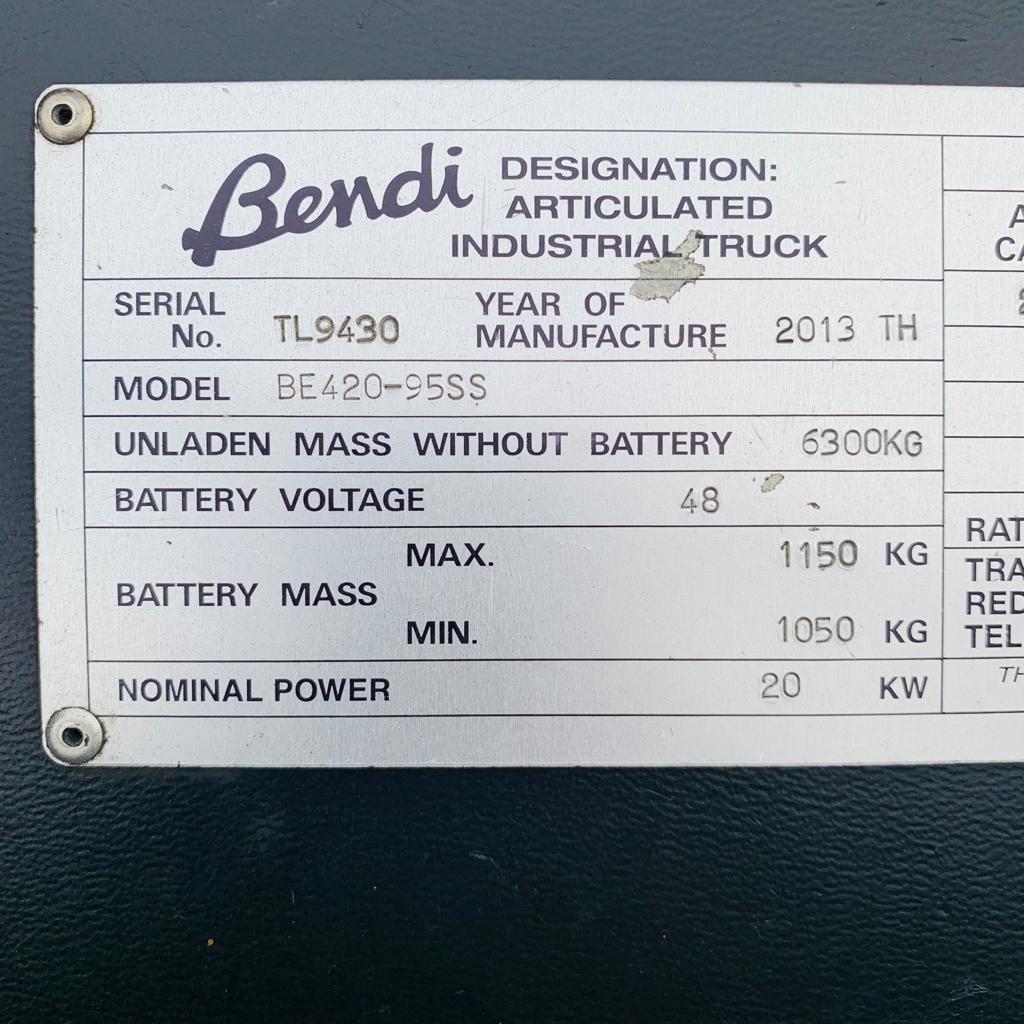 Bendi DESIGNATION:
ARTICULATED
INDUSTRIAL TRUCK
SERIAL No. TL9430 YEAR OF MANUFACTURE 2013 TH
MODEL BE420-95SS
UNLADEN MASS WITHOUT BATTERY 6300KG
BATTERY VOLTAGE 48
BATTERY MASS
MAX. 1150 KG
MIN. 1050 KG
NOMINAL POWER 20 KW